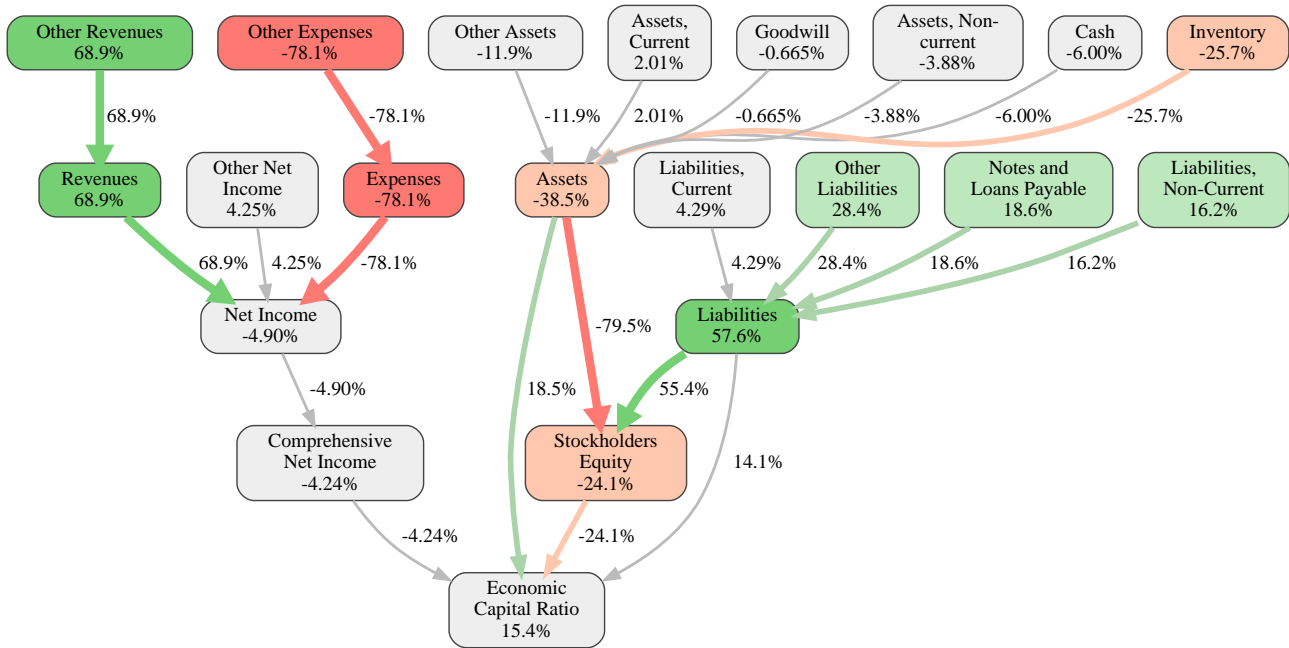 Other Revenues
68.9%
Other Expenses
-78.1%
Other Assets
-11.9%
Assets,
Current
2.01%
Goodwill
-0.665%
Assets, Non-
current
-3.88%
Cash
-6.00%
Inventory
-25.7%
68.9%
-78.1%
-11.9%
2.01%
-0.665%
-3.88%
-6.00%
-25.7%
Revenues
68.9%
Other Net
Income
4.25%
Expenses
-78.1%
Assets
-38.5%
Liabilities,
Current
4.29%
Other
Liabilities
28.4%
Notes and
Loans Payable
18.6%
Liabilities,
Non-Current
16.2%
68.9%
4.25%
-78.1%
4.29%
28.4%
18.6%
16.2%
Net Income
-4.90%
-79.5%
Liabilities
57.6%
-4.90%
18.5%
55.4%
Comprehensive
Net Income
-4.24%
Stockholders
Equity
-24.1%
14.1%
-4.24%
-24.1%
Economic
Capital Ratio
15.4%